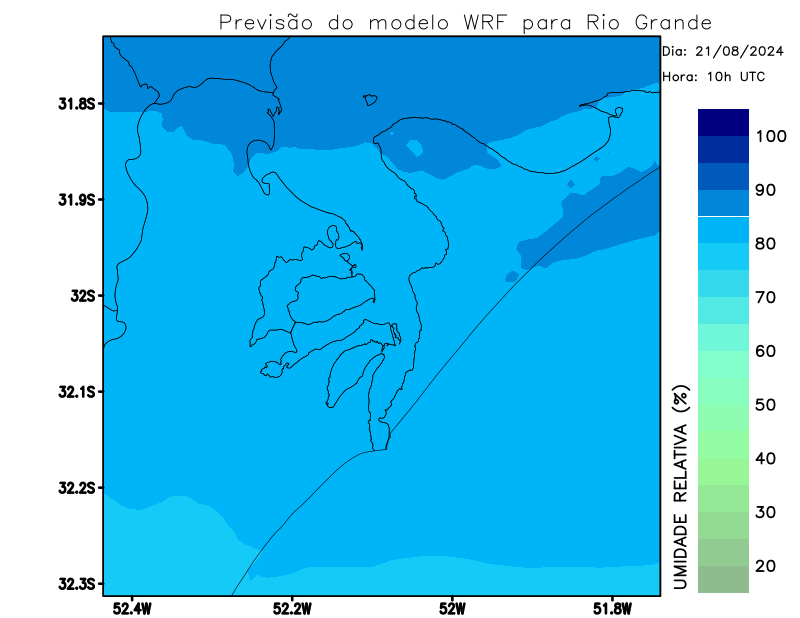 Previsão do modelo WRF para Rio Grande
Dia: 21/08/2024
Hora: 10h UTC
31.8S
31.9S
32S
32.1S
32.2S
32.3S
52.4W
52.2W
52W
51.8W
100
90
80
70
60
50
40
30
20
UMIDADE RELATIVA (%)